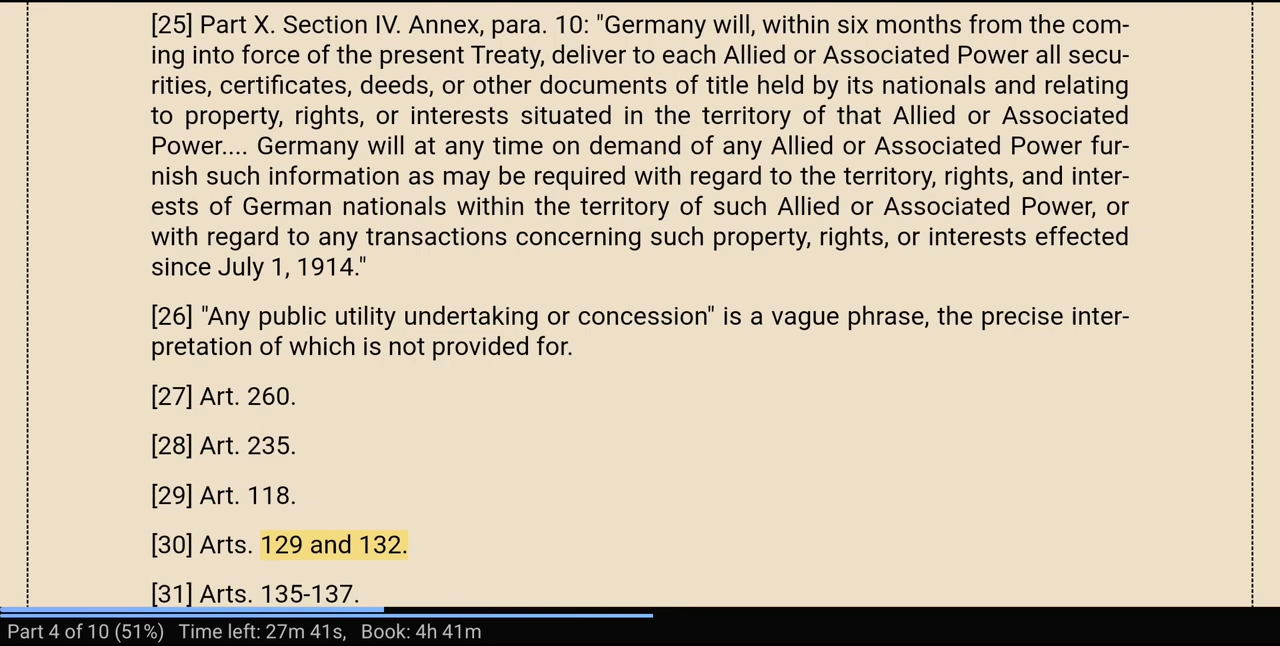 [25] Part X. Section IV. Annex, para. 10: "Germany will, within six months from the com-
ing into force of the present Treaty, deliver to each Allied or Associated Power all secu-
rities, certificates, deeds, or other documents of title held by its nationals and relating
to property, rights, or interests situated in the territory of that Allied or Associated
Power.... Germany will at any time on demand of any Allied or Associated Power fur-
nish such information as may be required with regard to the territory, rights, and inter-
ests of German nationals within the territory of such Allied or Associated Power, or
with regard to any transactions concerning such property, rights, or interests effected
since July 1, 1914."
[26] "Any public utility undertaking or concession" is a vague phrase, the precise inter-
pretation of which is not provided for.
[27] Art. 260.
[28] Art. 235.
[29] Art. 118.
[30] Arts. 129 and 132.
[31] Arts. 135-137.
Part 4 of 10 (51%) Time left: 27m 41s, Book: 4h 41m